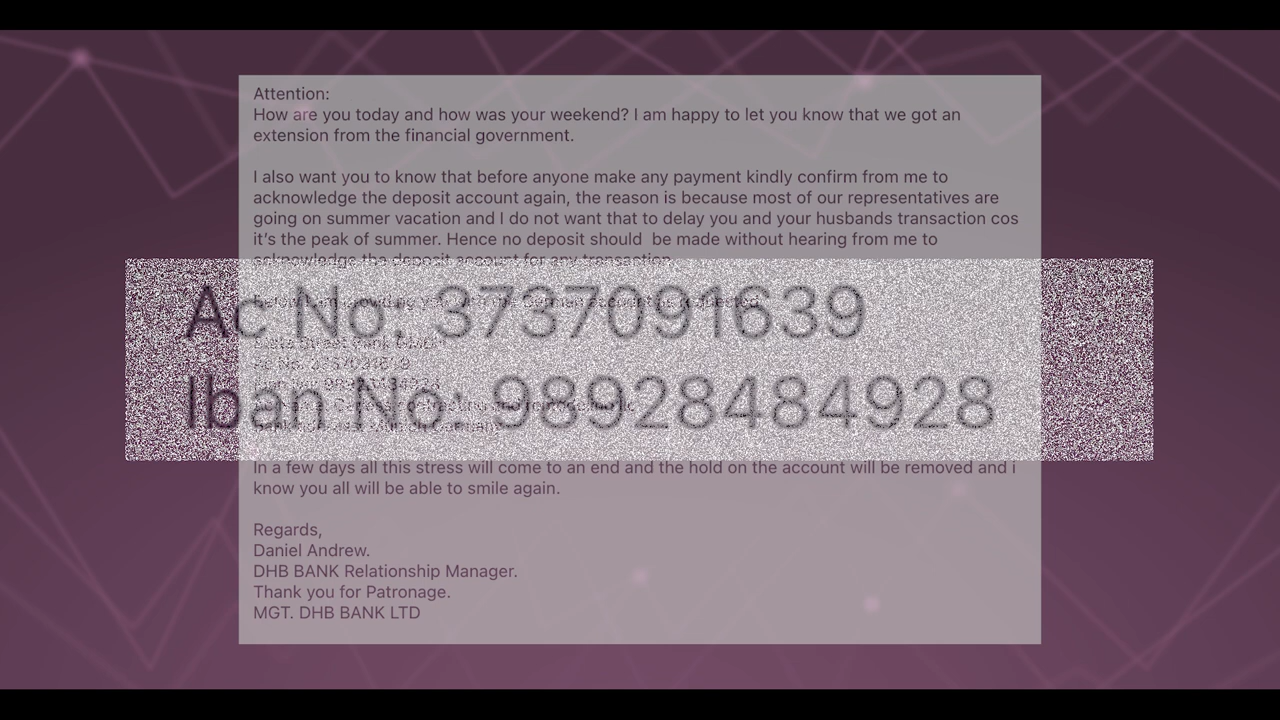 Attention:
How are you today and how was your weekend? I am happy to let you know that we got an
extension from the financial government.
I also want you to know that before anyone make any payment kindly confirm from me to
acknowledge the deposit account again, the reason is because most of our representatives are
going on summer vacation and I do not want that to delay you and your husbands transaction cos
it's the peak of summer. Hence no deposit should be made without hearing from me to
acknowledge the deposit account for any transaction.
Ac No: 3737091639
Iban No: 98928484928
In a few days all this stress will come to an end and the hold on the account will be removed and i
know you all will be able to smile again.
Regards,
Daniel Andrew.
DHB BANK Relationship Manager.
Thank you for Patronage.
MGT. DHB BANK LTD